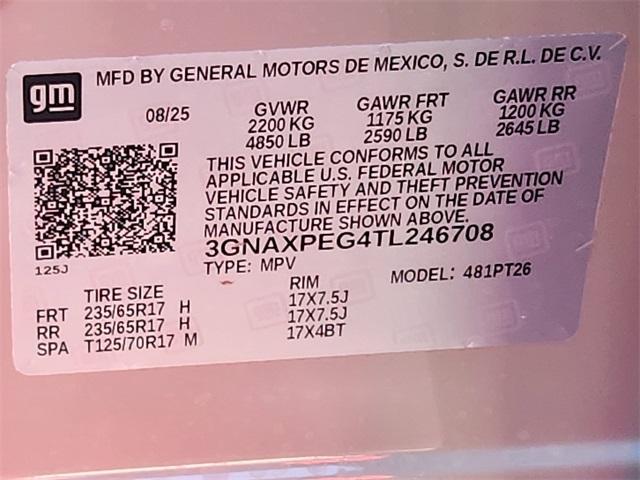 gm
MFD BY GENERAL MOTORS DE MEXICO, S. DE R.L. DE C.V.
08/25 GVWR GAWR FRT GAWR RR
2200 KG 1175 KG 1200 KG
4850 LB 2590 LB 2645 LB
THIS VEHICLE CONFORMS TO ALL
APPLICABLE U.S. FEDERAL MOTOR
VEHICLE SAFETY AND THEFT PREVENTION
STANDARDS IN EFFECT ON THE DATE OF
MANUFACTURE SHOWN ABOVE.
3GNAXPEG4TL246708
125J
TYPE: MPV MODEL: 481PT26
TIRE SIZE RIM
FRT 235/65R17 H 17X7.5J
RR 235/65R17 H 17X7.5J
SPA T125/70R17 M 17X4BT